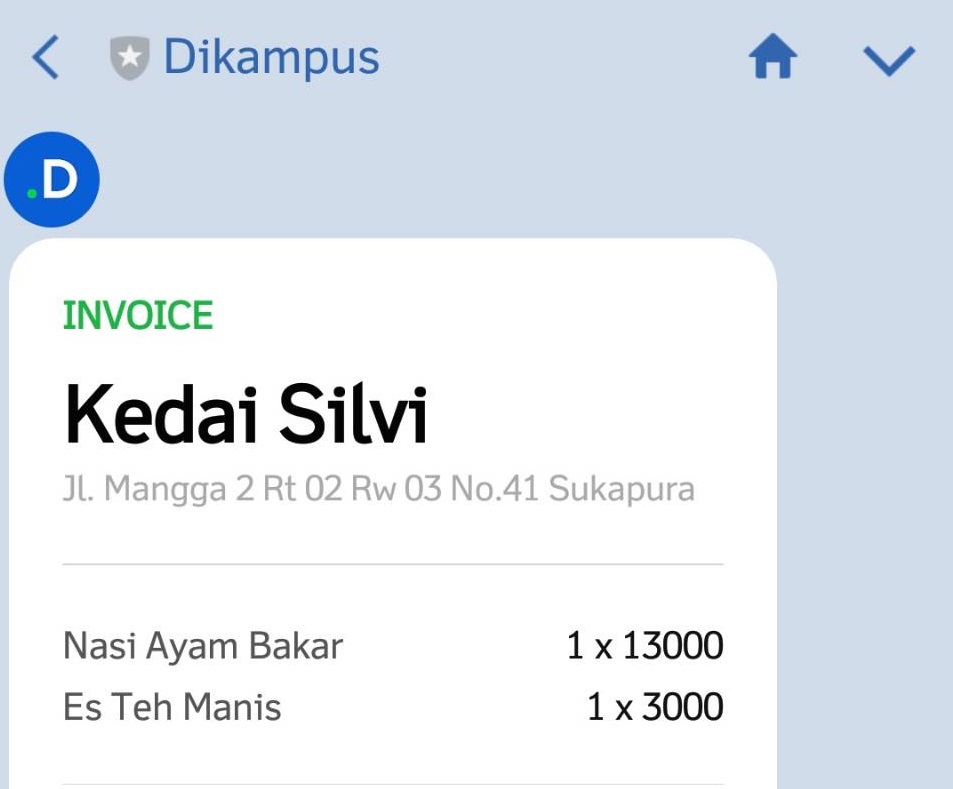 Dikampus
.D
INVOICE
Kedai Silvi
Jl. Mangga 2 Rt 02 Rw 03 No.41 Sukapura
Nasi Ayam Bakar 1 x 13000
Es Teh Manis 1 x 3000